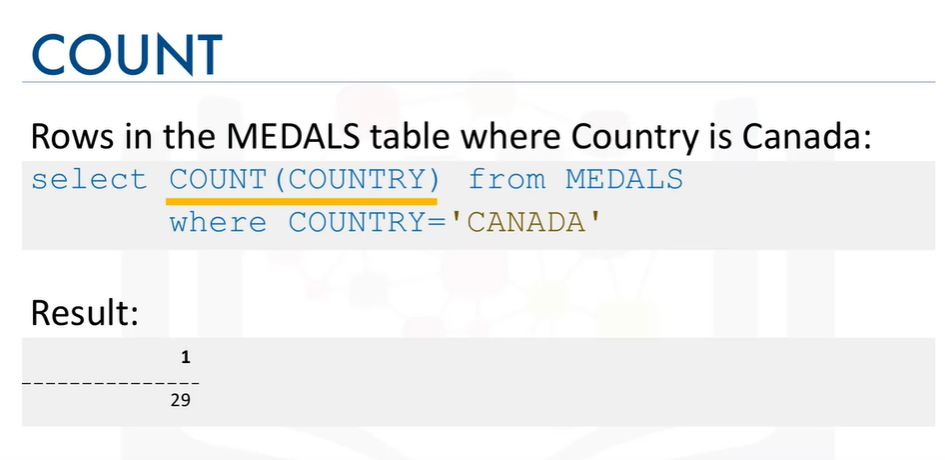 COUNT
Rows in the MEDALS table where Country is Canada:
select COUNT(COUNTRY) from MEDALS
where COUNTRY='CANADA'
Result:
1
---------------
29